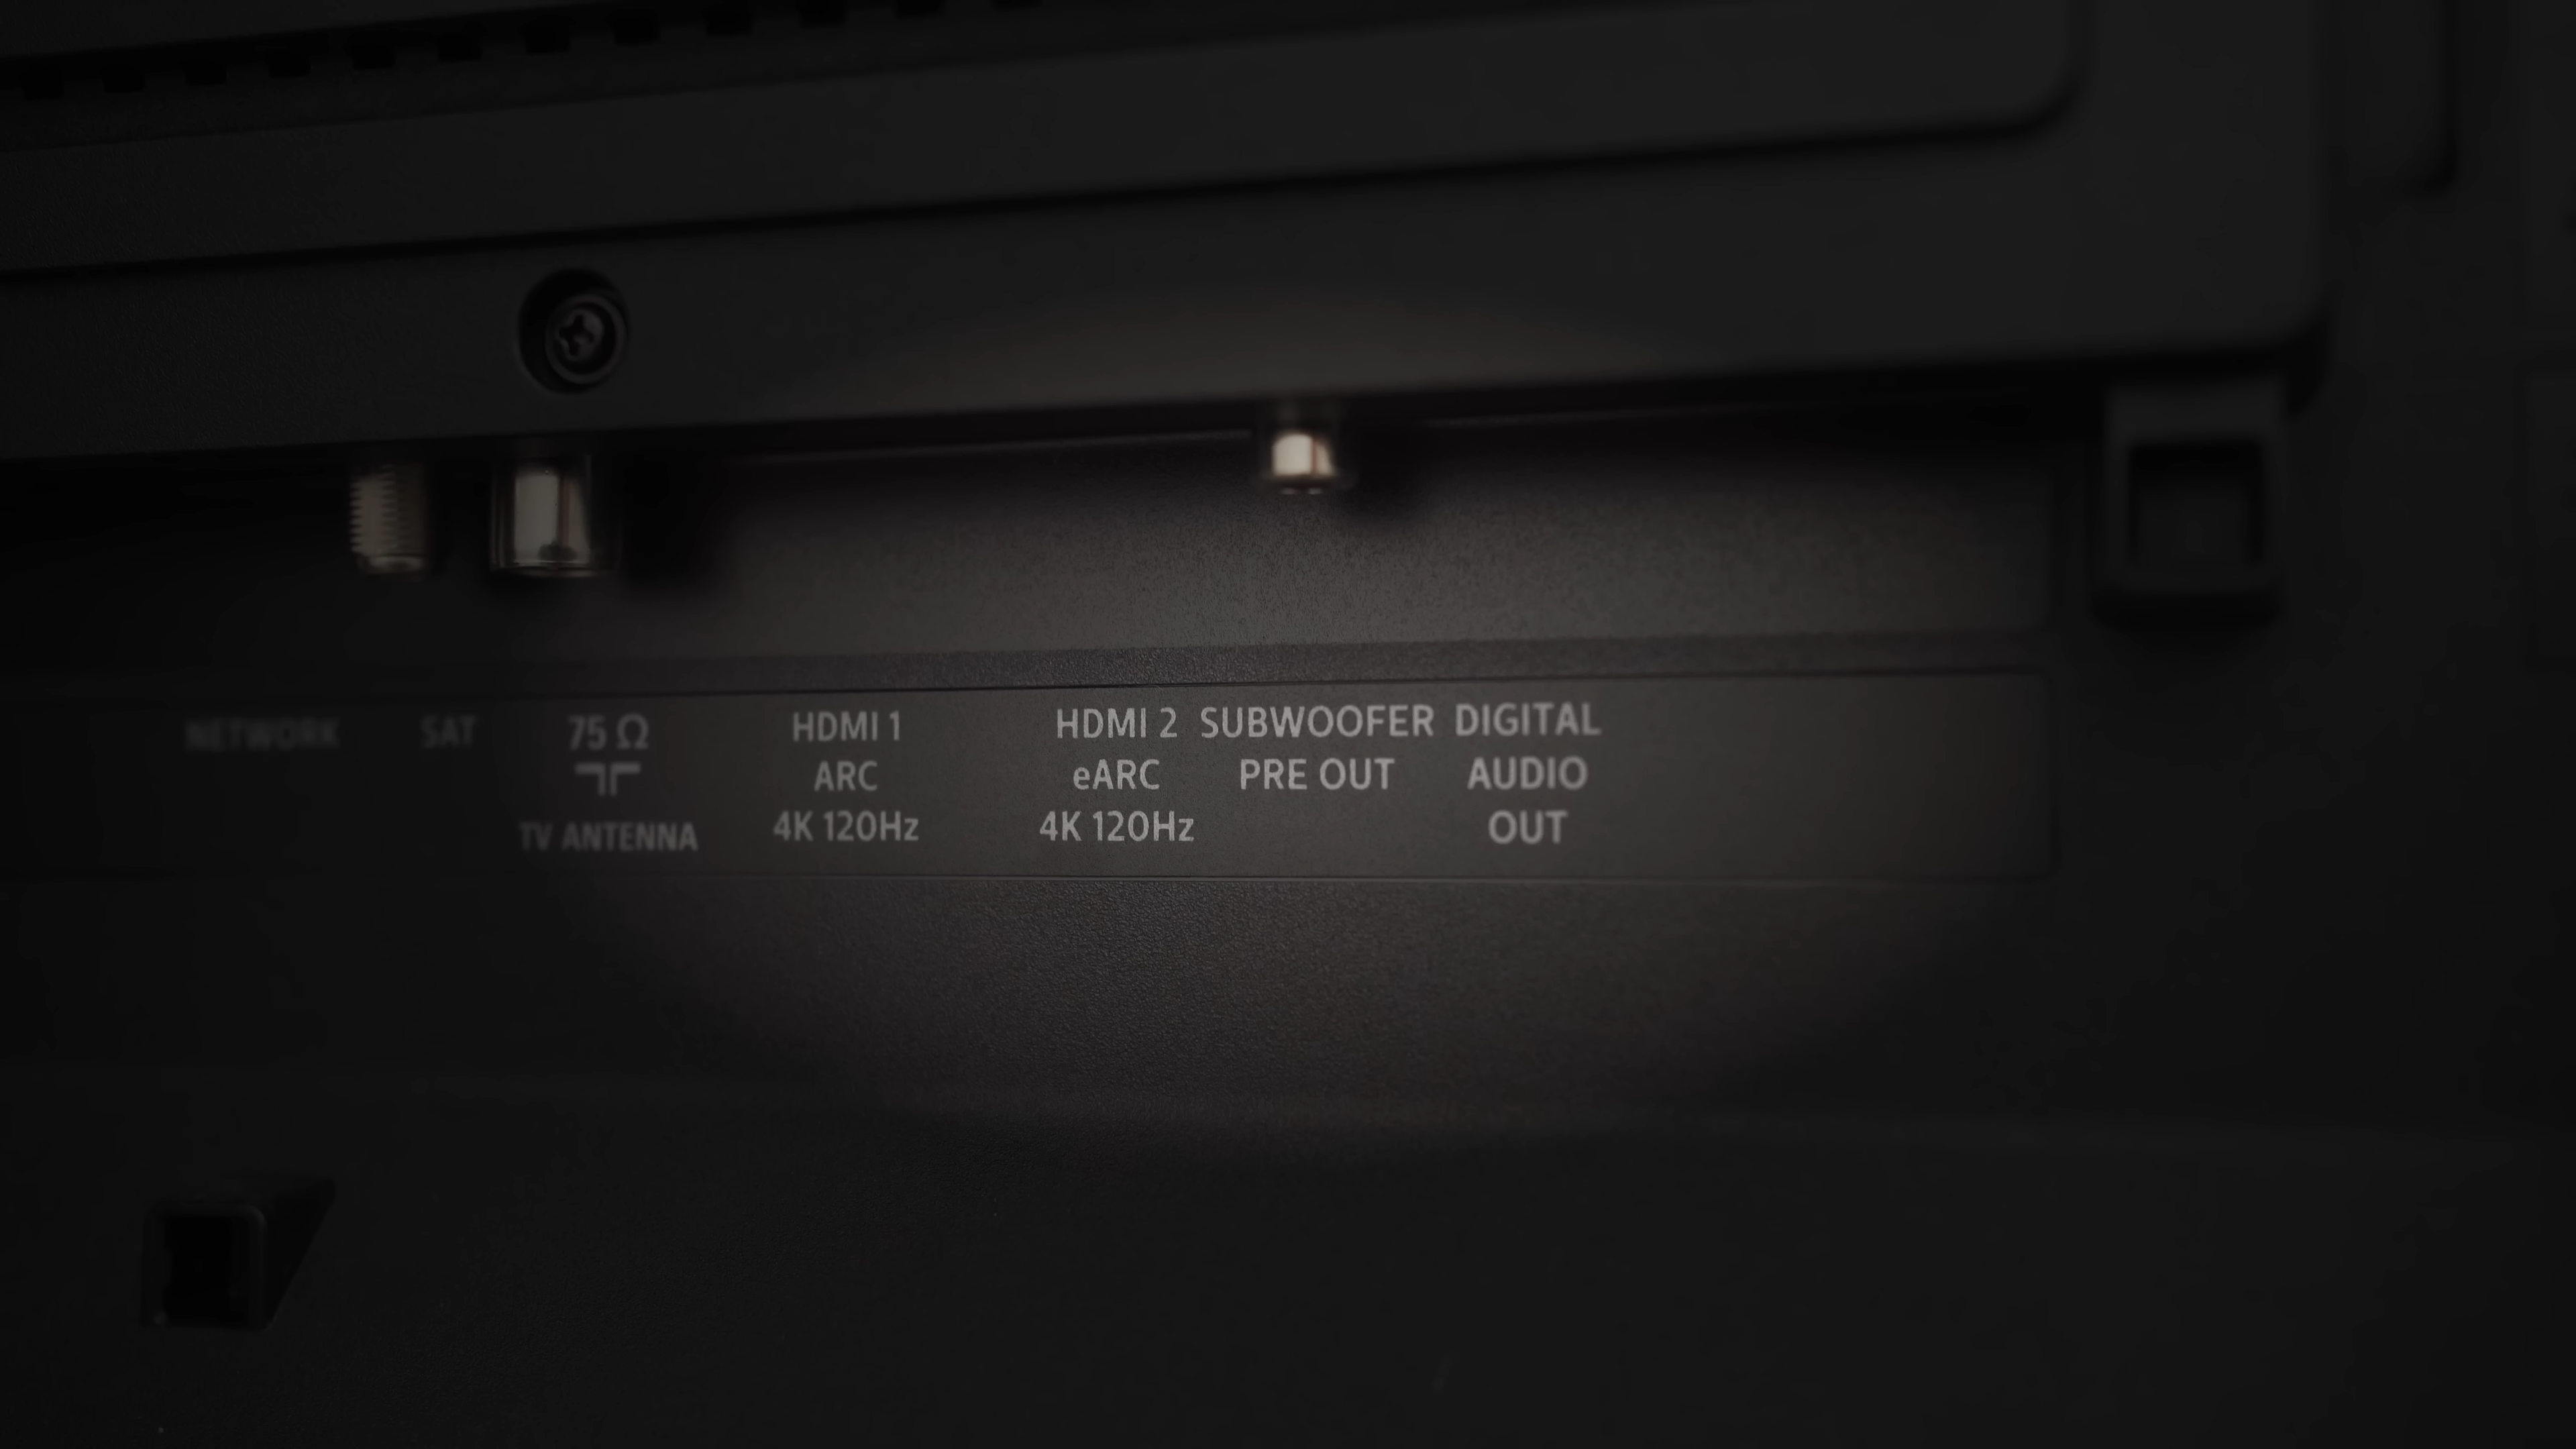 NETWORK
SAT
75 Ω
TV ANTENNA
HDMI 1
ARC
4K 120Hz
HDMI 2
eARC
4K 120Hz
SUBWOOFER
PRE OUT
DIGITAL
AUDIO
OUT